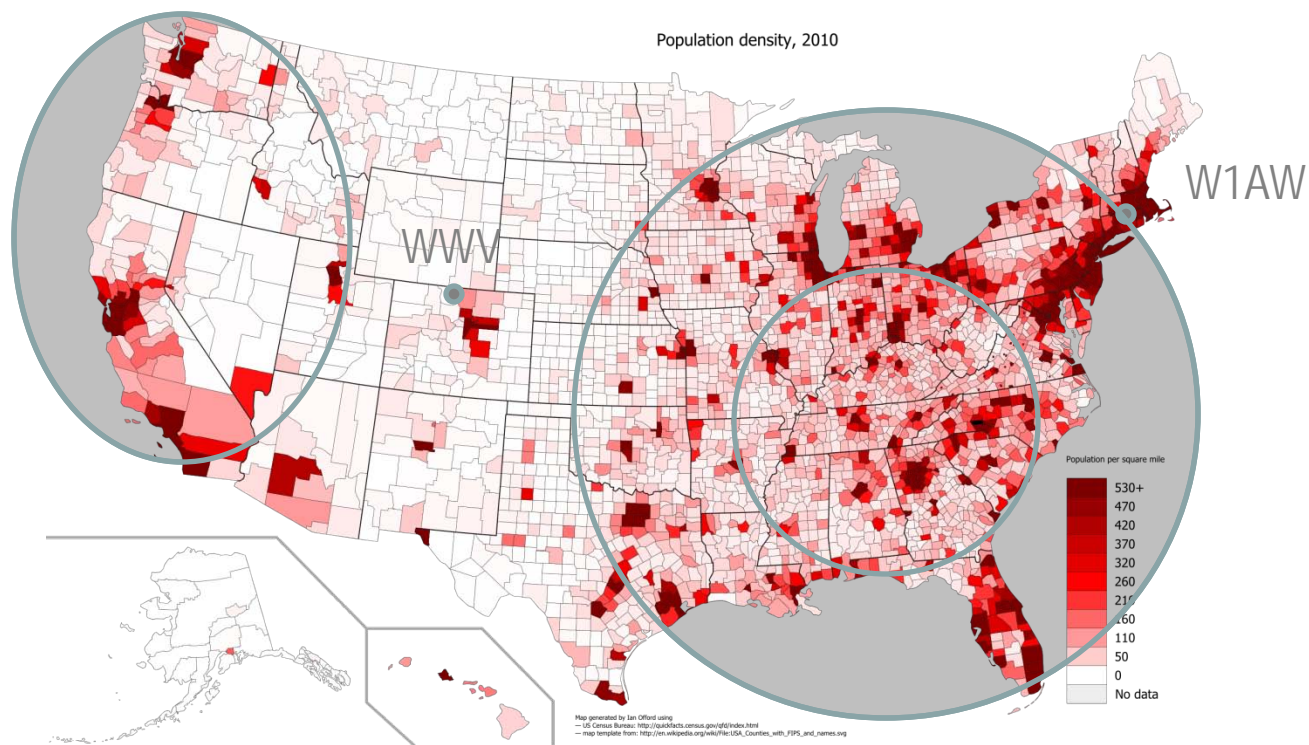 Population density, 2010
W1AW
WWV
Population per square mile
530+
470
420
370
320
260
210
160
110
50
0
No data
Map generated by Ian Offord using
— US Census Bureau: http://quickfacts.census.gov/qfd/index.html
— map template from: http://en.wikipedia.org/wiki/File:USA_Counties_with_FIPS_and_names.svg